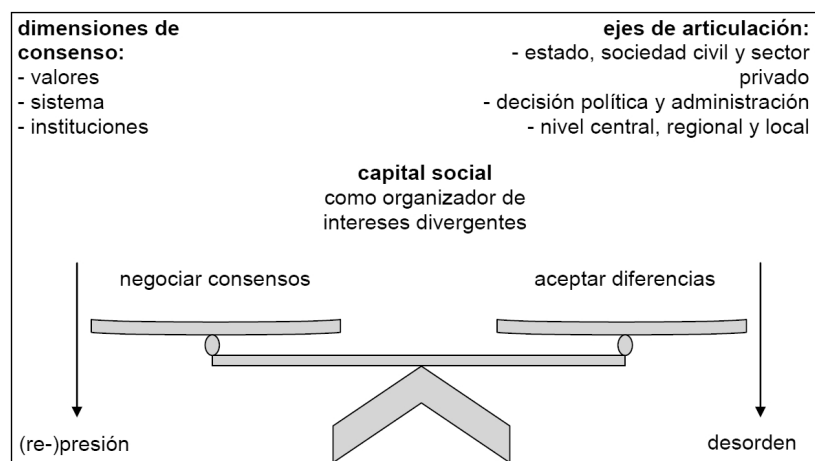 dimensiones de
consenso:
- valores
- sistema
- instituciones
ejes de articulación:
- estado, sociedad civil y sector
privado
- decisión política y administración
- nivel central, regional y local
capital social
como organizador de
intereses divergentes
negociar consensos
aceptar diferencias
(re-)presión
desorden